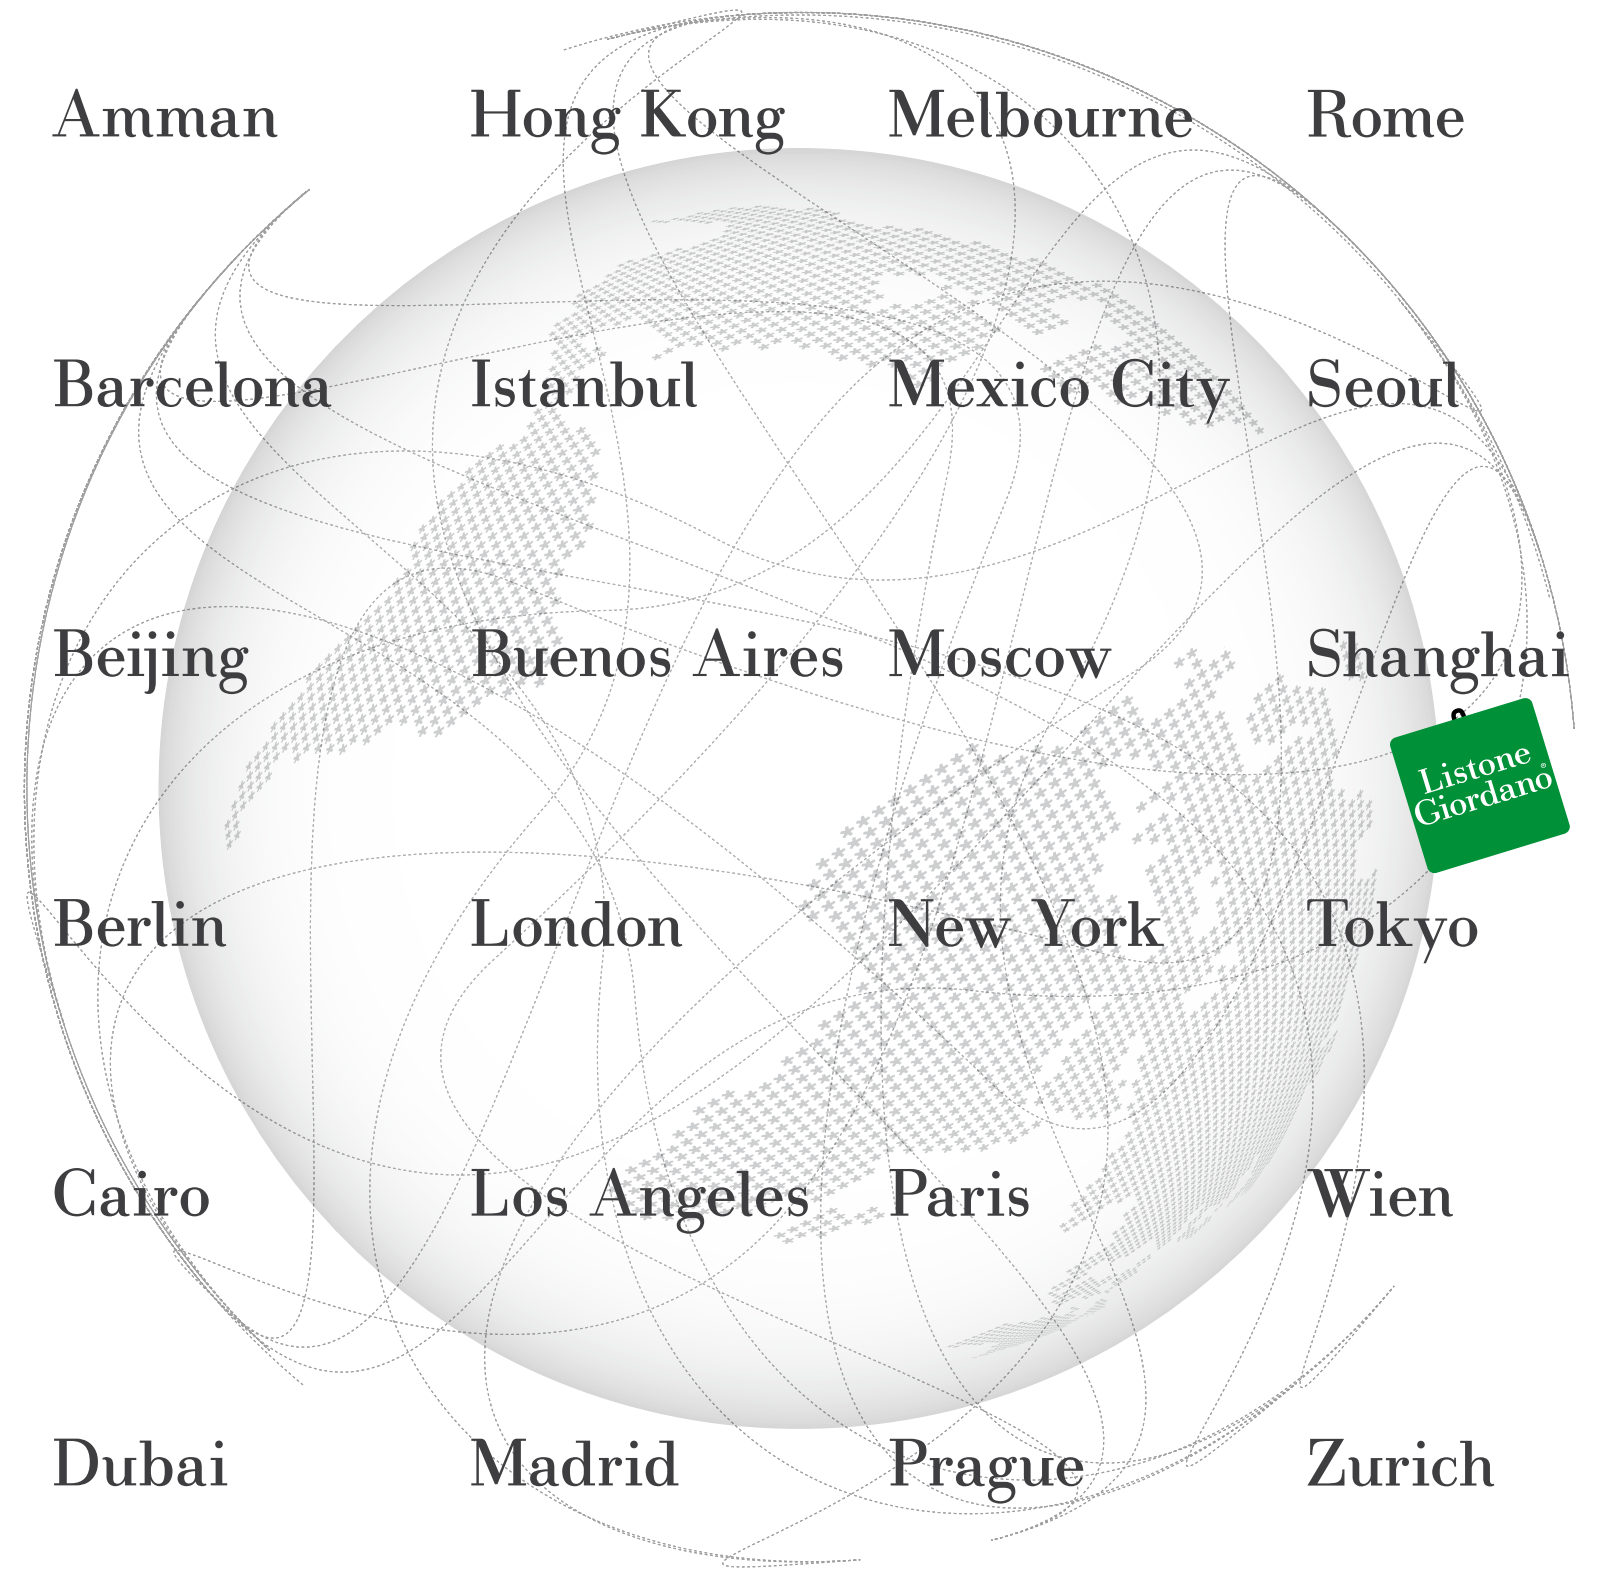 Amman
Barcelona
Beijing
Berlin
Cairo
Dubai
Hong Kong
Istanbul
Buenos Aires
London
Los Angeles
Madrid
Melbourne
Mexico City
Moscow
New York
Paris
Prague
Rome
Seoul
Shanghai
Listone
Giordano®
Tokyo
Wien
Zurich